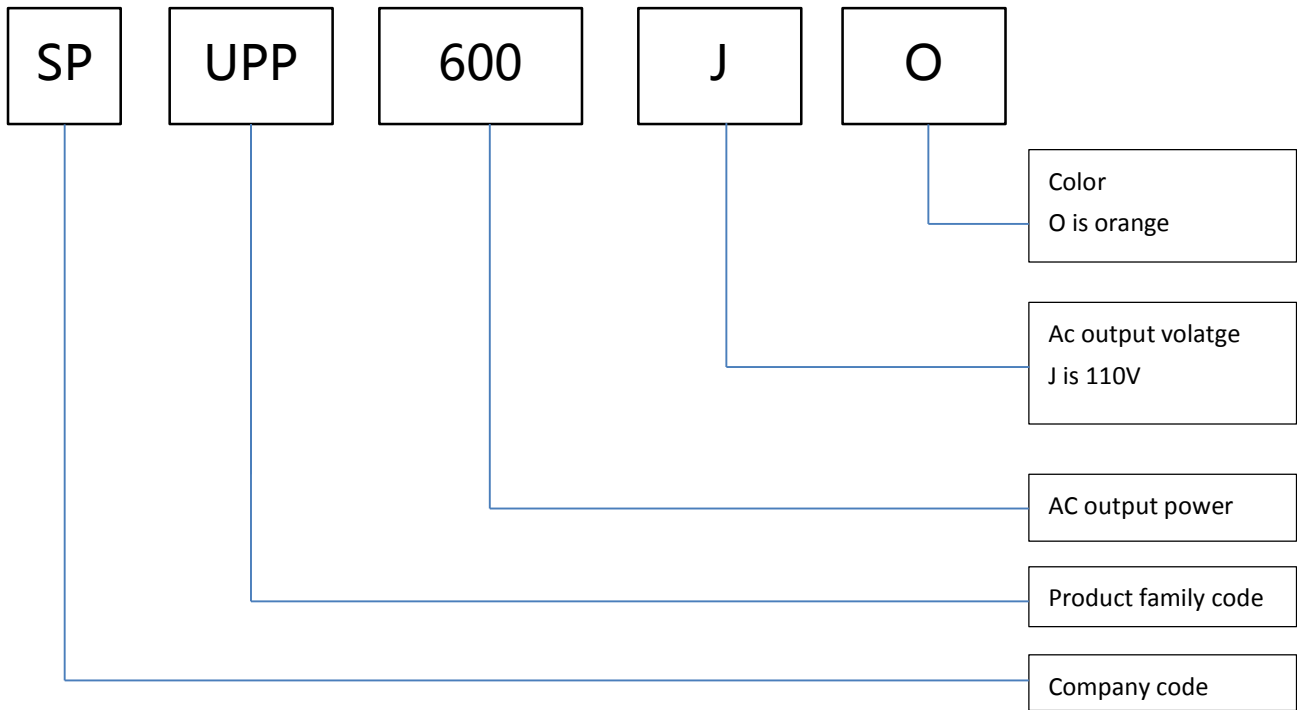 SP UPP 600 J O
Color
O is orange
Ac output volatge
J is 110V
AC output power
Product family code
Company code